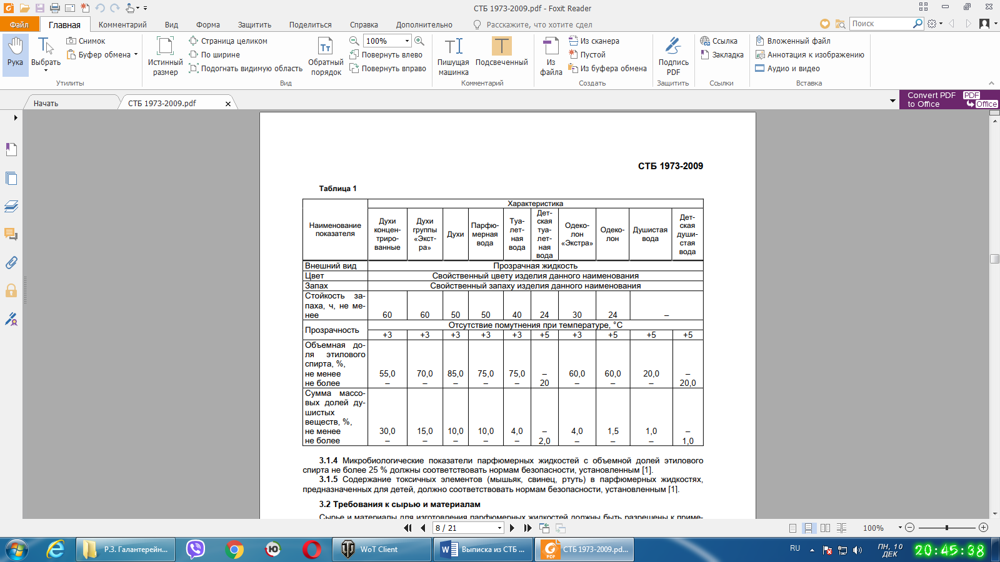 СТБ 1973-2009.pdf - Foxit Reader
Файл Главная Комментарий Вид Форма Защитить Поделиться Справка Дополнительно Расскажите, что хотите сдел Поиск
Рука
Выбрать
Снимок
Буфер обмена
Утилиты
Истинный
размер
Страница целиком
По ширине
Подогнать видимую область
Обратный
порядок
100%
Повернуть влево
Повернуть вправо
Вид
Пишущая
машинка
Подсвеченный
Комментарий
Из
файла
Из сканера
Пустой
Из буфера обмена
Создать
Подпись
PDF
Защитить
Ссылка
Закладка
Ссылки
Вложенный файл
Аннотация к изображению
Аудио и видео
Вставка
Начать СТБ 1973-2009.pdf
Convert PDF PDF
to Office Office
СТБ 1973-2009
Таблица 1
Наименование
показателя
Характеристика
Духи
концен-
триро-
ванные
Духи
группы
«Экст-
ра»
Духи
Парфю-
мерная
вода
Туа-
лет-
ная
вода
Дет-
ская
туа-
лет-
ная
вода
Одеко-
лон
«Экстра»
Одеко-
лон
Душистая
вода
Дет-
ская
души-
стая
вода
Внешний вид Прозрачная жидкость
Цвет Свойственный цвету изделия данного наименования
Запах Свойственный запаху изделия данного наименования
Стойкость за-
паха, ч, не ме-
нее 60 60 50 50 40 24 30 24 –
Прозрачность Отсутствие помутнения при температуре, °С
+3 +3 +3 +3 +3 +5 +3 +5 +5 +5
Объемная до-
ля этилового
спирта, %,
не менее 55,0 70,0 85,0 75,0 75,0 – 60,0 60,0 20,0 –
не более – – – – – 20 – – – 20,0
Сумма массо-
вых долей ду-
шистых
веществ, %,
не менее 30,0 15,0 10,0 10,0 4,0 – 4,0 1,5 1,0 –
не более – – – – – 2,0 – – – 1,0
3.1.4 Микробиологические показатели парфюмерных жидкостей с объемной долей этилового
спирта не более 25 % должны соответствовать нормам безопасности, установленным [1].
3.1.5 Содержание токсичных элементов (мышьяк, свинец, ртуть) в парфюмерных жидкостях,
предназначенных для детей, должно соответствовать нормам безопасности, установленным [1].
3.2 Требования к сырью и материалам
Сырье и материалы для изготовления парфюмерных жидкостей должны быть разрешены к приме-
8 / 21 100%
Р.З. Галантерейн... WoT Client Выписка из СТБ ... СТБ 1973-2009.pd... RU ПН, 10
ДЕК
20:45:38